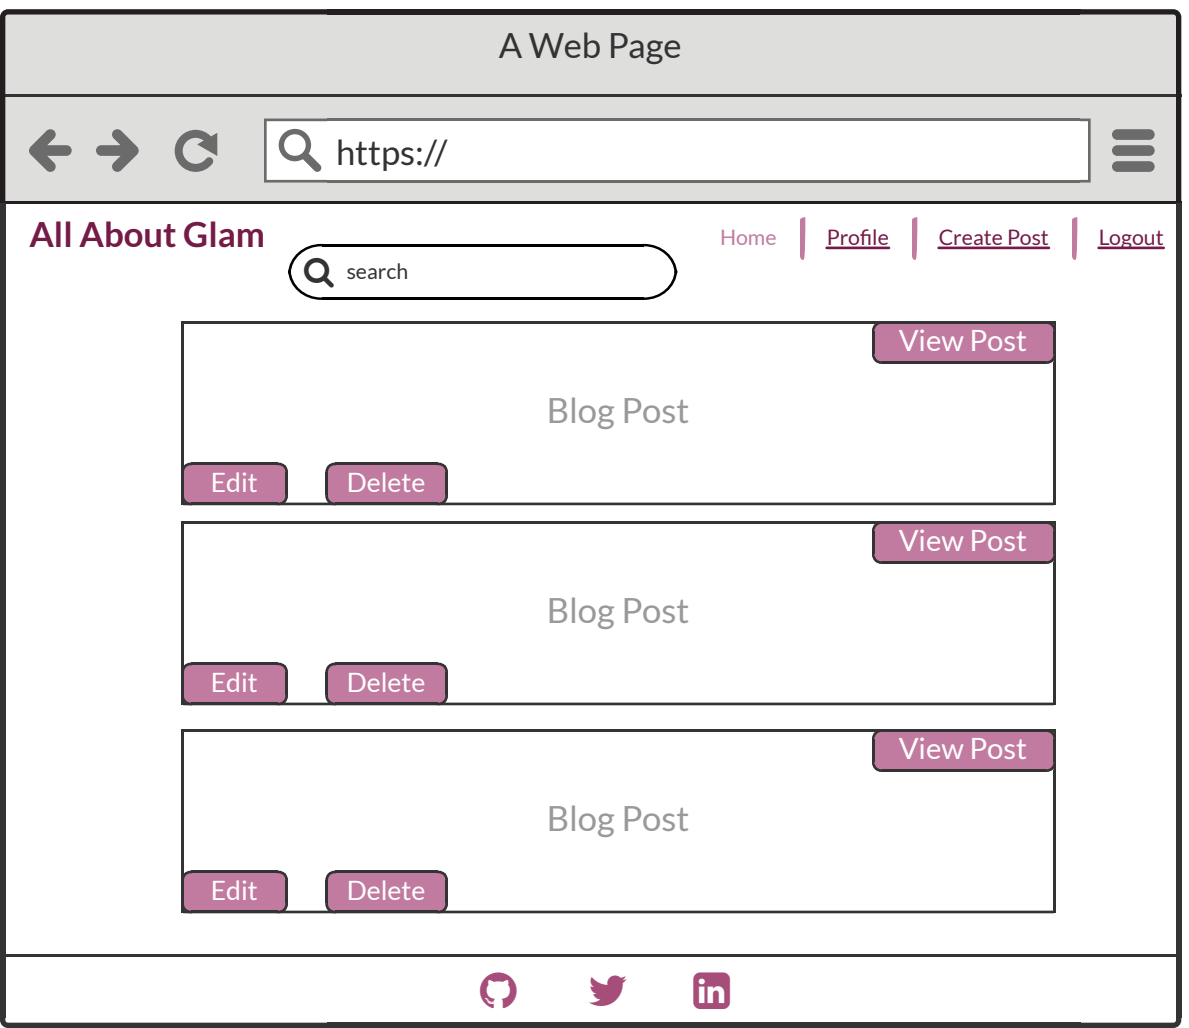 A Web Page
https://
All About Glam
Home Profile Create Post Logout
search
View Post
Blog Post
Edit Delete
View Post
Blog Post
Edit Delete
View Post
Blog Post
Edit Delete
in